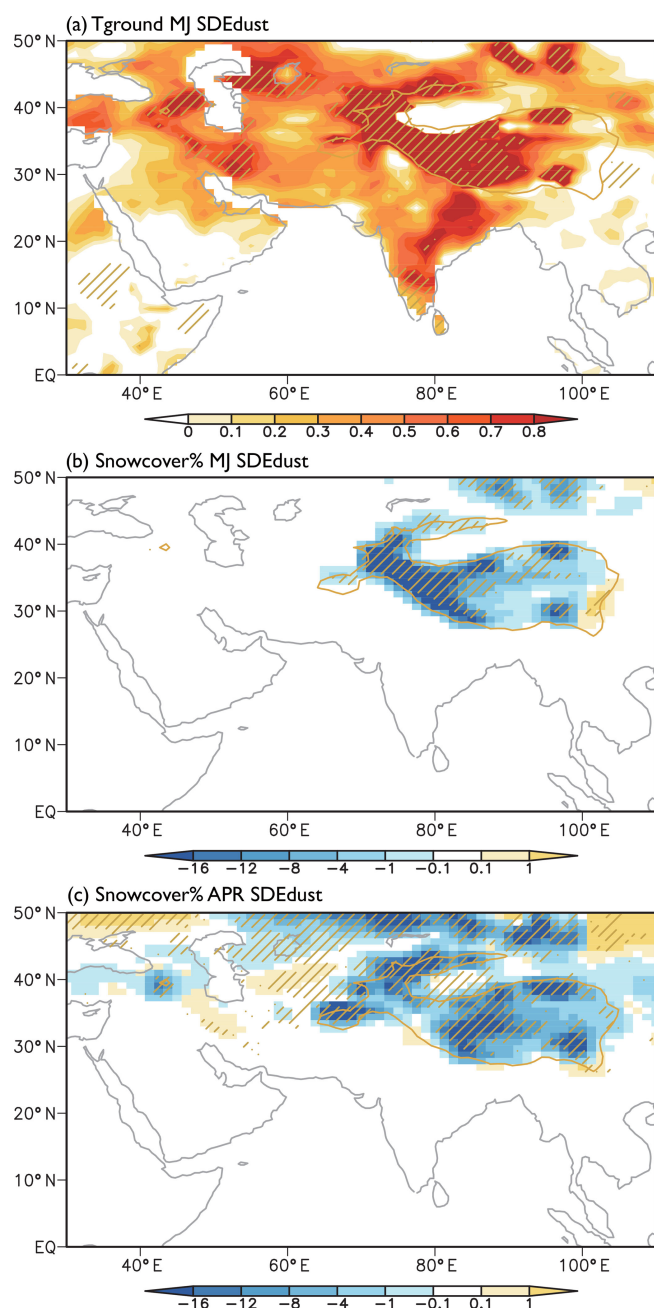 (a) Tground MJ SDEdust
50°N
40°N
30°N
20°N
10°N
EQ
40°E 60°E 80°E 100°E
0 0.1 0.2 0.3 0.4 0.5 0.6 0.7 0.8
(b) Snowcover% MJ SDEdust
50°N
40°N
30°N
20°N
10°N
EQ
40°E 60°E 80°E 100°E
-16 -12 -8 -4 -1 -0.1 0.1 1
(c) Snowcover% APR SDEdust
50°N
40°N
30°N
20°N
10°N
EQ
40°E 60°E 80°E 100°E
-16 -12 -8 -4 -1 -0.1 0.1 1